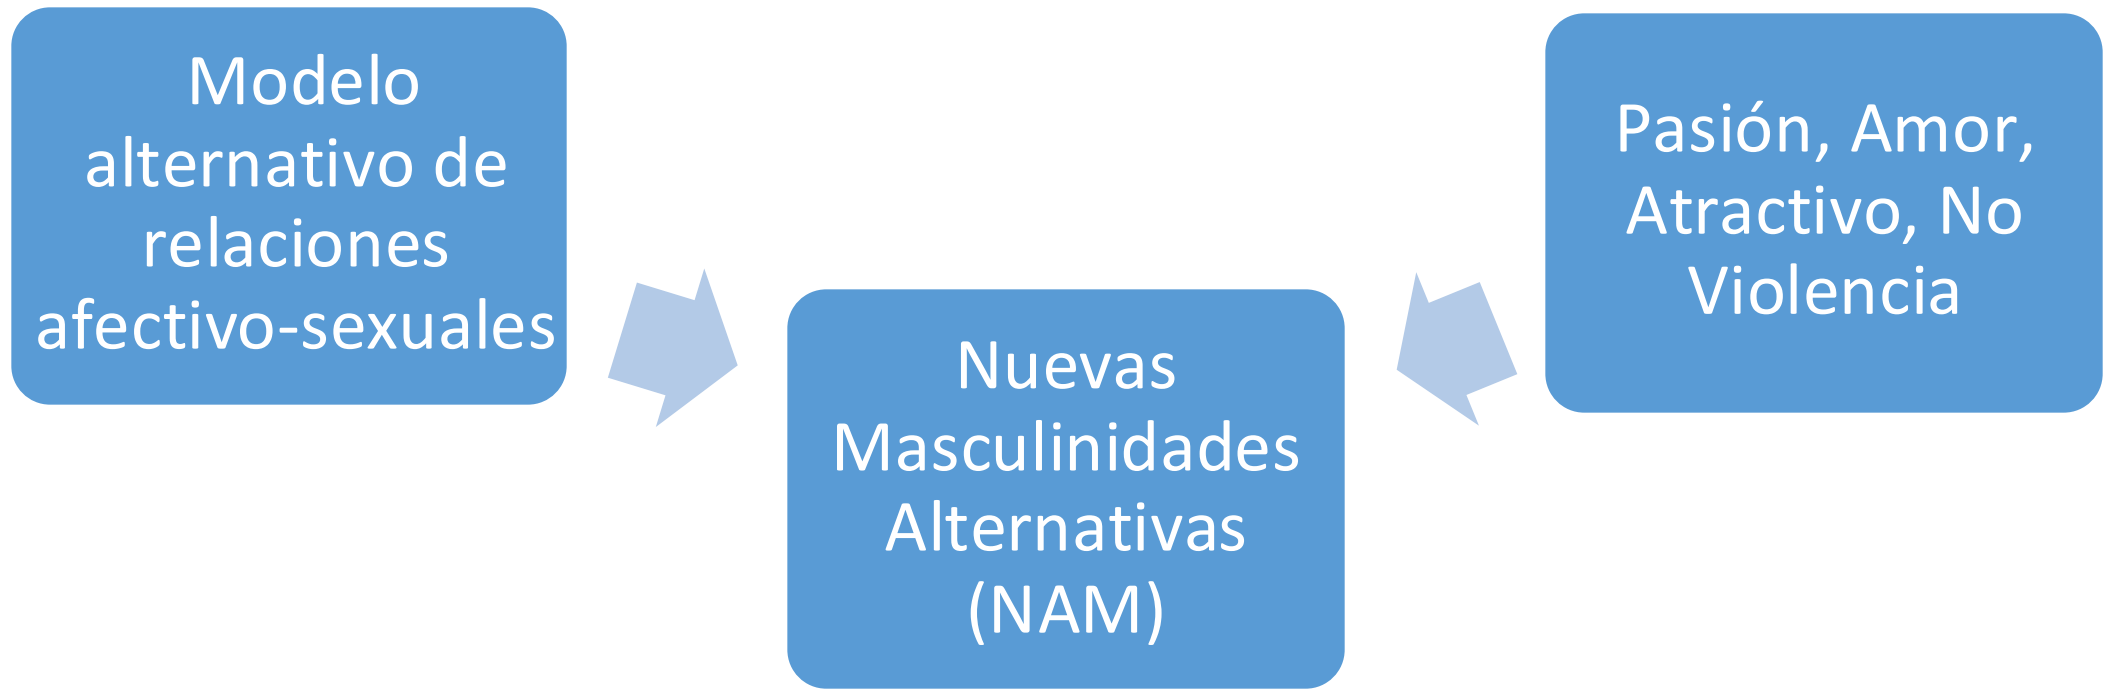 Modelo
alternativo de
relaciones
afectivo-sexuales
Nuevas
Masculinidades
Alternativas
(NAM)
Pasión, Amor,
Atractivo, No
Violencia